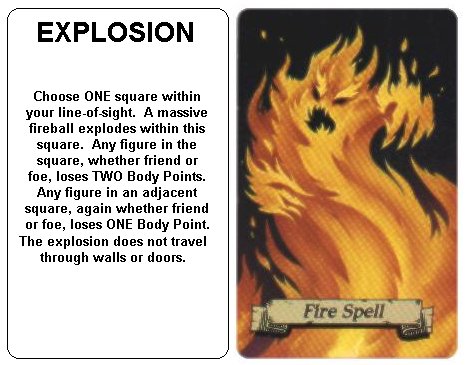 EXPLOSION
Choose ONE square within
your line-of-sight.  A massive
fireball explodes within this
square.  Any figure in the
square, whether friend or
foe, loses TWO Body Points.
Any figure in an adjacent
square, again whether friend
or foe, loses ONE Body Point.
The explosion does not travel
through walls or doors.
Fire Spell